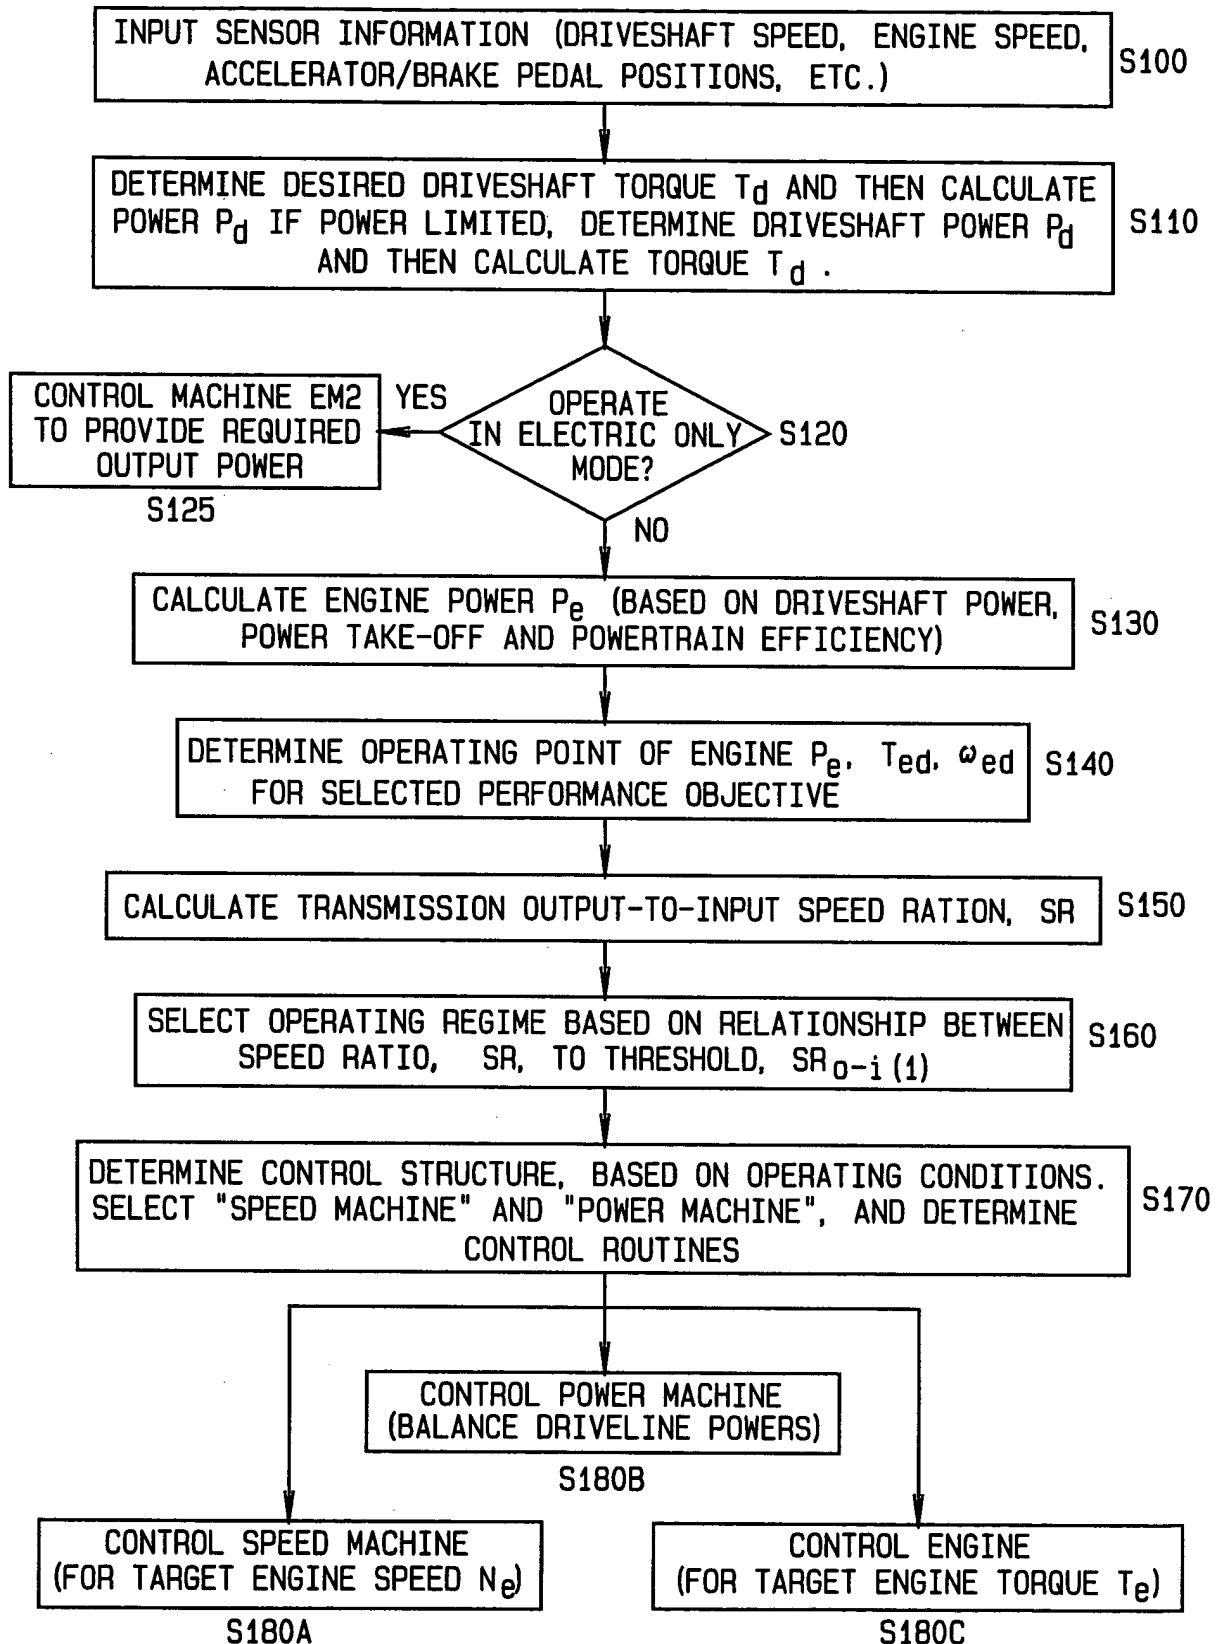 INPUT SENSOR INFORMATION (DRIVESHAFT SPEED, ENGINE SPEED,
ACCELERATOR/BRAKE PEDAL POSITIONS, ETC.)
S100
DETERMINE DESIRED DRIVESHAFT TORQUE Td AND THEN CALCULATE
POWER Pd IF POWER LIMITED, DETERMINE DRIVESHAFT POWER Pd
AND THEN CALCULATE TORQUE Td .
S110
OPERATE
IN ELECTRIC ONLY
MODE?
S120
YES
CONTROL MACHINE EM2
TO PROVIDE REQUIRED
OUTPUT POWER
S125
NO
CALCULATE ENGINE POWER Pe (BASED ON DRIVESHAFT POWER,
POWER TAKE-OFF AND POWERTRAIN EFFICIENCY)
S130
DETERMINE OPERATING POINT OF ENGINE Pe, Ted, ωed
FOR SELECTED PERFORMANCE OBJECTIVE
S140
CALCULATE TRANSMISSION OUTPUT-TO-INPUT SPEED RATION, SR
S150
SELECT OPERATING REGIME BASED ON RELATIONSHIP BETWEEN
SPEED RATIO, SR, TO THRESHOLD, SRo-i(1)
S160
DETERMINE CONTROL STRUCTURE, BASED ON OPERATING CONDITIONS.
SELECT "SPEED MACHINE" AND "POWER MACHINE", AND DETERMINE
CONTROL ROUTINES
S170
CONTROL POWER MACHINE
(BALANCE DRIVELINE POWERS)
S180B
CONTROL SPEED MACHINE
(FOR TARGET ENGINE SPEED Ne)
S180A
CONTROL ENGINE
(FOR TARGET ENGINE TORQUE Te)
S180C